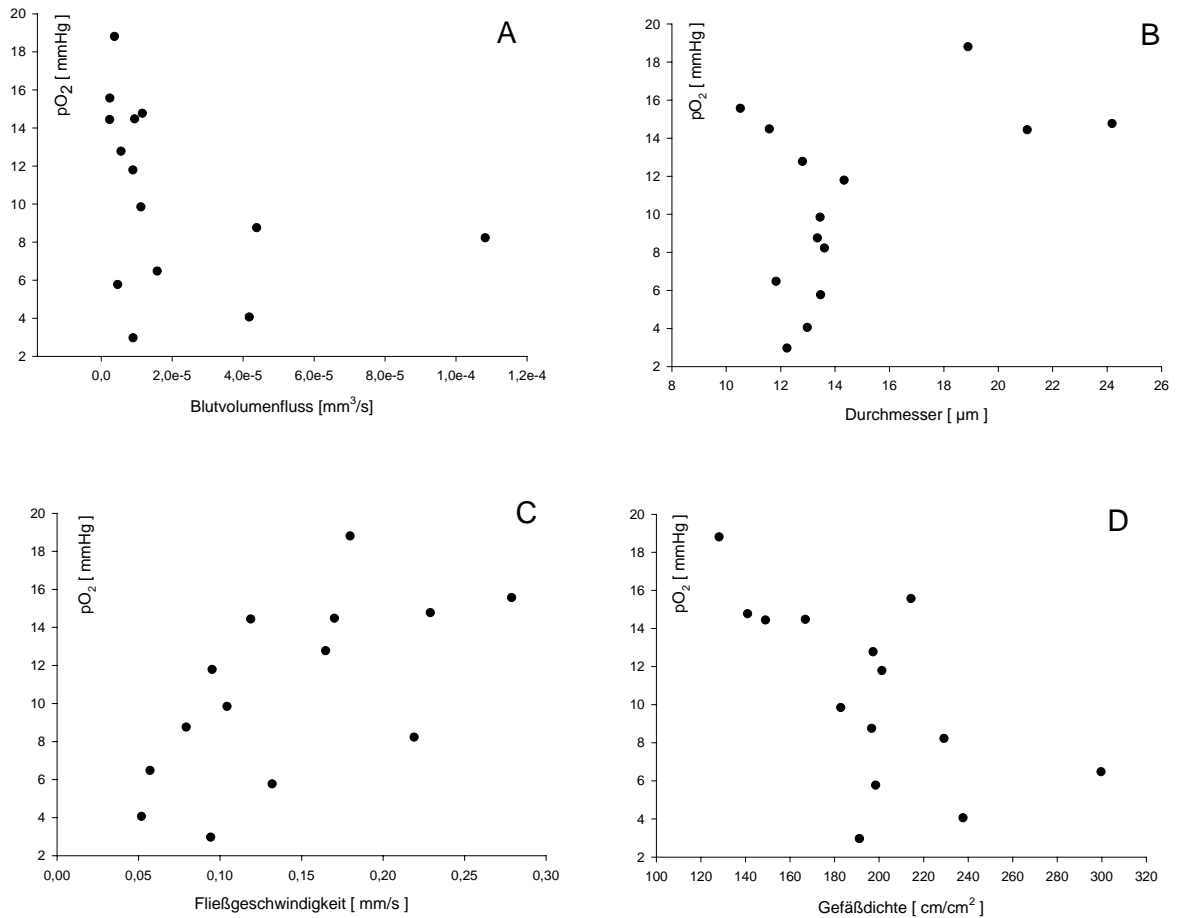 A
pO2 [ mmHg]
20
18
16
14
12
10
8
6
4
2
0,0 2,0e-5 4,0e-5 6,0e-5 8,0e-5 1,0e-4 1,2e-4
Blutvolumenfluss [mm³/s]
B
pO₂ [ mmHg]
20
18
16
14
12
10
8
6
4
2
8 10 12 14 16 18 20 22 24 26
Durchmesser [ µm ]
C
pO₂ [ mmHg ]
20
18
16
14
12
10
8
6
4
2
0,00 0,05 0,10 0,15 0,20 0,25 0,30
Fließgeschwindigkeit [ mm/s ]
D
pO₂ [ mmHg]
20
18
16
14
12
10
8
6
4
2
100 120 140 160 180 200 220 240 260 280 300 320
Gefäßdichte [ cm/cm² ]